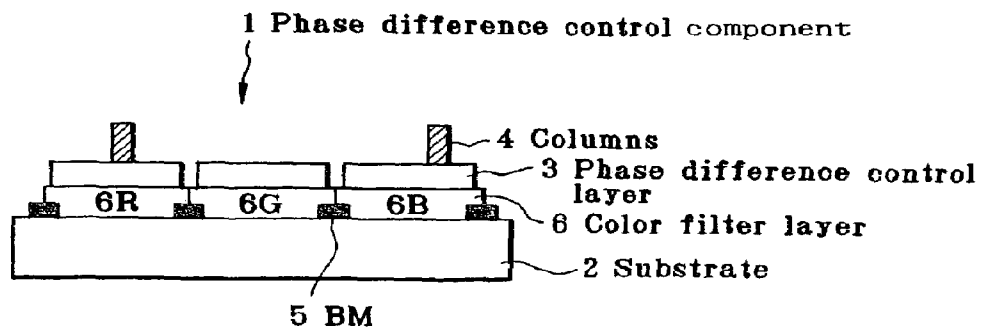 1 Phase difference control component
4 Columns
3 Phase difference control
layer
6R 6G 6B
6 Color filter layer
2 Substrate
5 BM